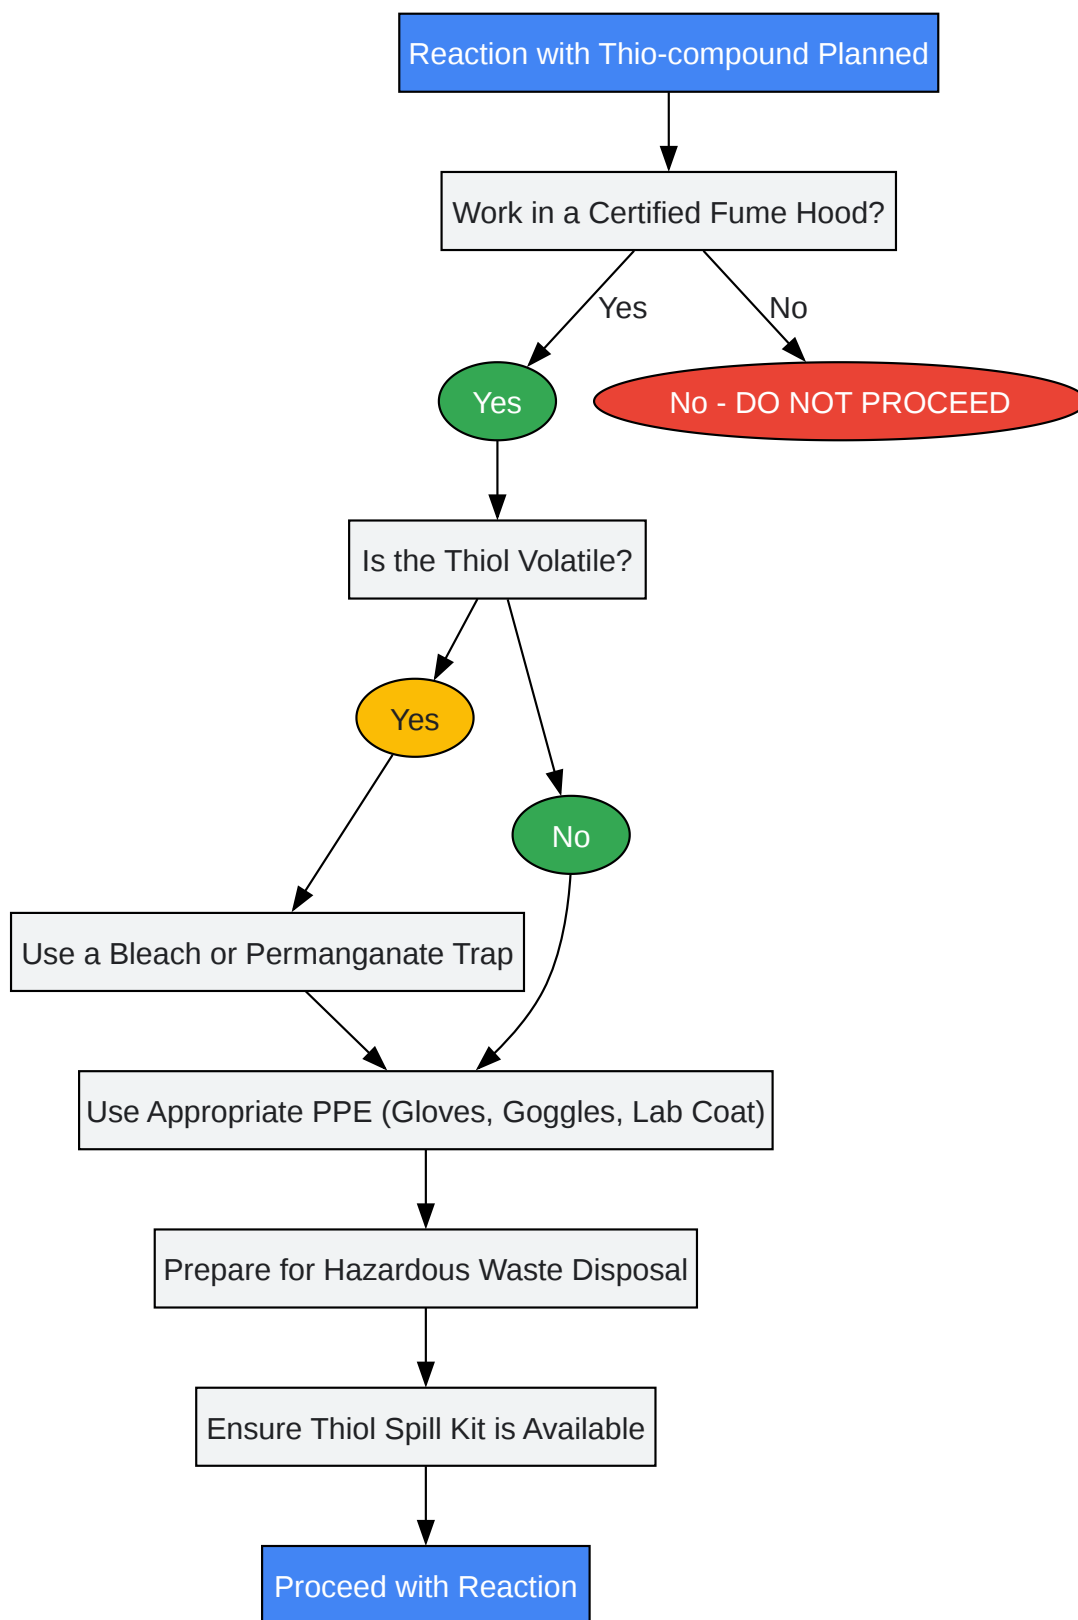 Reaction with Thio-compound Planned
Work in a Certified Fume Hood?
Yes
No
Yes
No - DO NOT PROCEED
Is the Thiol Volatile?
Yes
No
Use a Bleach or Permanganate Trap
Use Appropriate PPE (Gloves, Goggles, Lab Coat)
Prepare for Hazardous Waste Disposal
Ensure Thiol Spill Kit is Available
Proceed with Reaction